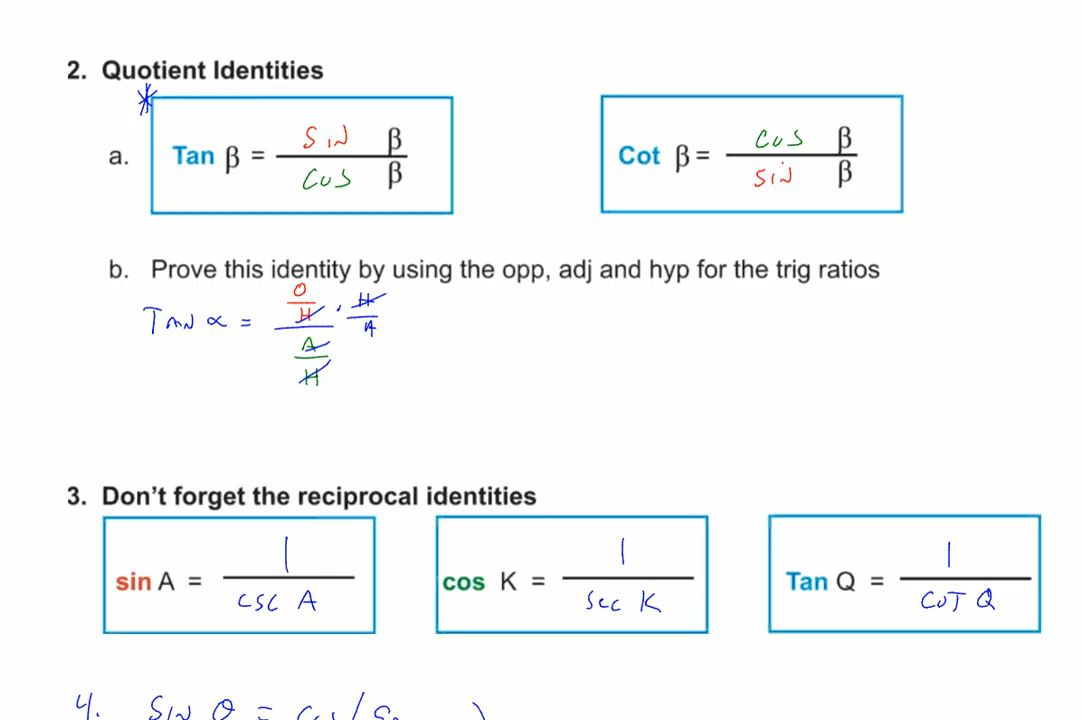 2. Quotient Identities
*
a. Tan β = SIN β / COS β    Cot β = COS β / SIN β
b. Prove this identity by using the opp, adj and hyp for the trig ratios
TAN α = O/H / A/H · H/A
3. Don't forget the reciprocal identities
sin A = 1 / CSC A    cos K = 1 / Sec K    Tan Q = 1 / COT Q
4. SIN θ = Cos(